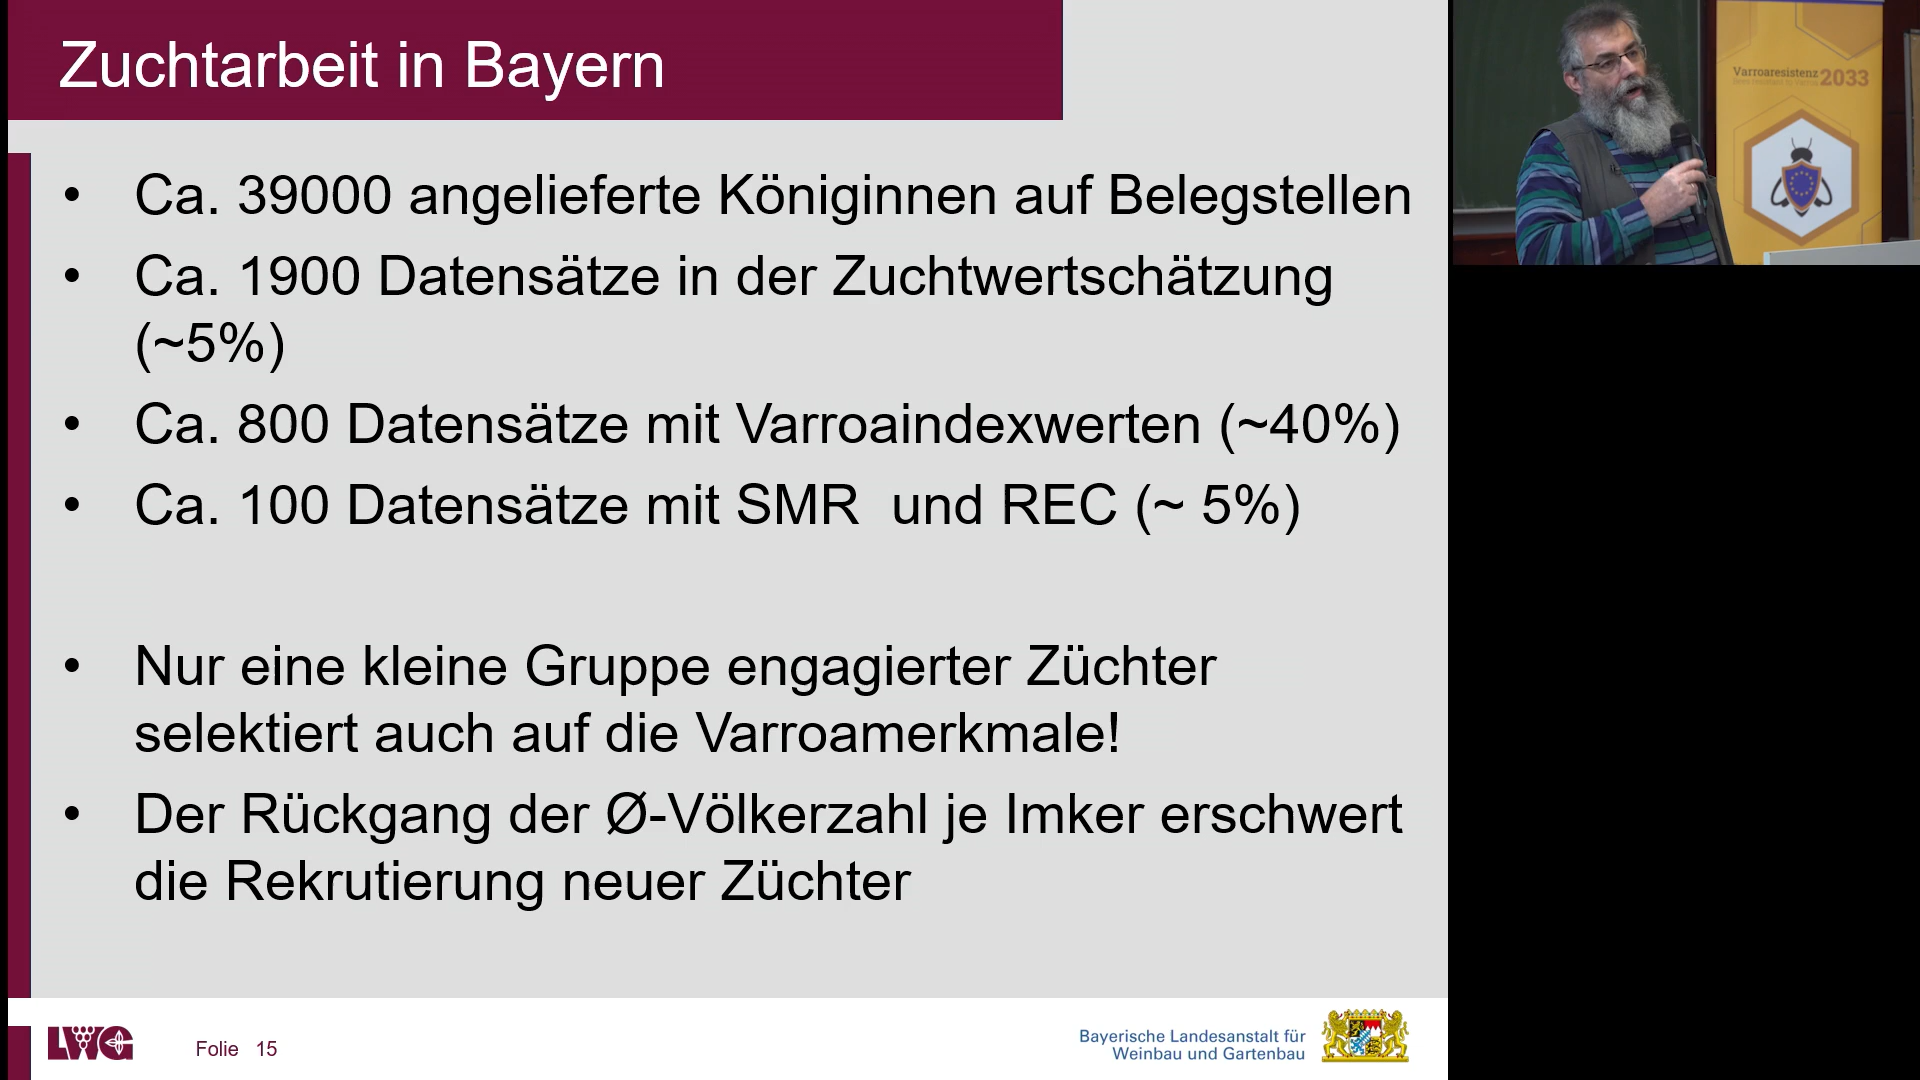 Zuchtarbeit in Bayern
• Ca. 39000 angelieferte Königinnen auf Belegstellen
• Ca. 1900 Datensätze in der Zuchtwertschätzung
(~5%)
• Ca. 800 Datensätze mit Varroaindexwerten (~40%)
• Ca. 100 Datensätze mit SMR  und REC (~ 5%)
• Nur eine kleine Gruppe engagierter Züchter
selektiert auch auf die Varroamerkmale!
• Der Rückgang der Ø-Völkerzahl je Imker erschwert
die Rekrutierung neuer Züchter
LWG
Folie 15
Bayerische Landesanstalt für
Weinbau und Gartenbau
Varroaresistenz 2033